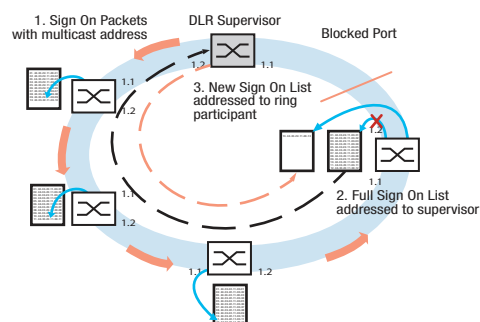 1. Sign On Packets
with multicast address
DLR Supervisor
Blocked Port
1.2
1.1
3. New Sign On List
addressed to ring
participant
1.1
1.2
1.2
1.1
2. Full Sign On List
addressed to supervisor
1.1
1.2
1.1
1.2